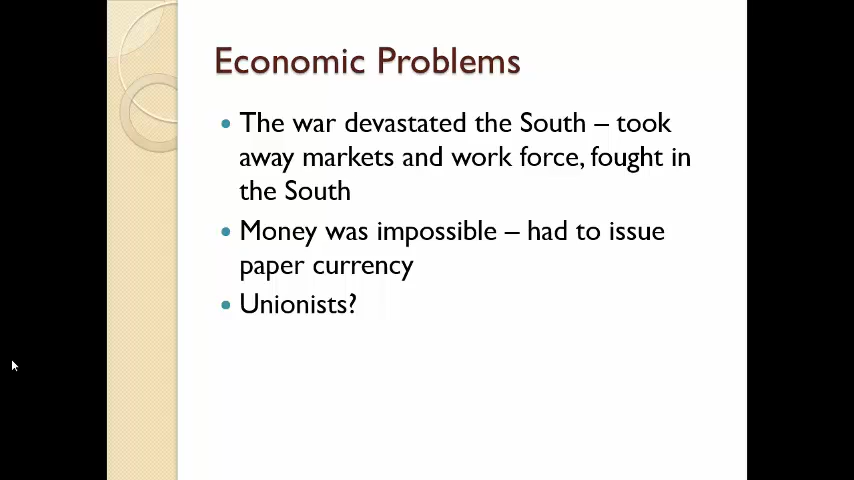 Economic Problems
• The war devastated the South – took
away markets and work force, fought in
the South
• Money was impossible – had to issue
paper currency
• Unionists?